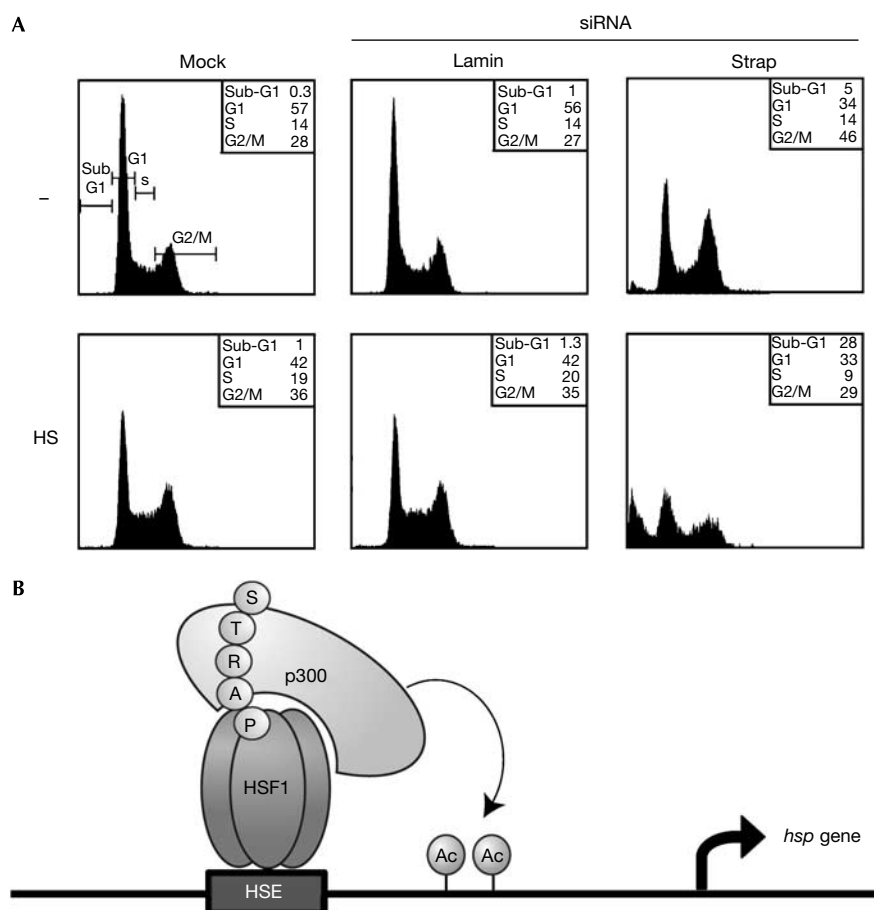 A
siRNA
Mock
Lamin
Strap
–
Sub-G1 0.3
G1 57
S 14
G2/M 28
Sub
G1
G1
s
G2/M
Sub-G1 1
G1 56
S 14
G2/M 27
Sub-G1 5
G1 34
S 14
G2/M 46
HS
Sub-G1 1
G1 42
S 19
G2/M 36
Sub-G1 1.3
G1 42
S 20
G2/M 35
Sub-G1 28
G1 33
S 9
G2/M 29
B
S
T
R
A
P
p300
HSF1
HSE
Ac
Ac
hsp gene